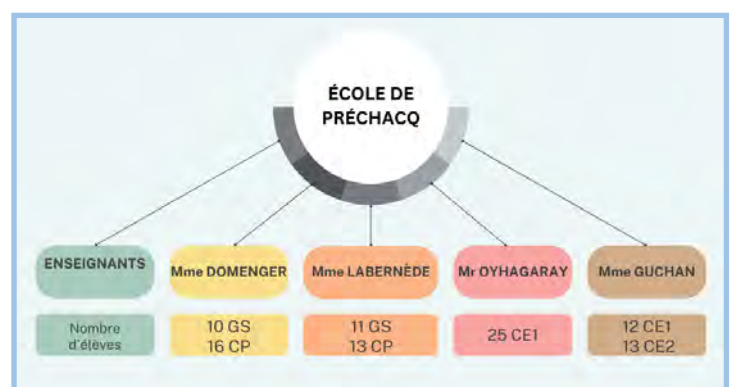 ÉCOLE DE
PRÉCHACQ
ENSEIGNANTS
Mme DOMENGER
Mme LABERNÈDE
Mr OYHAGARAY
Mme GUCHAN
Nombre
d'élèves
10 GS
16 CP
11 GS
13 CP
25 CE1
12 CE1
13 CE2